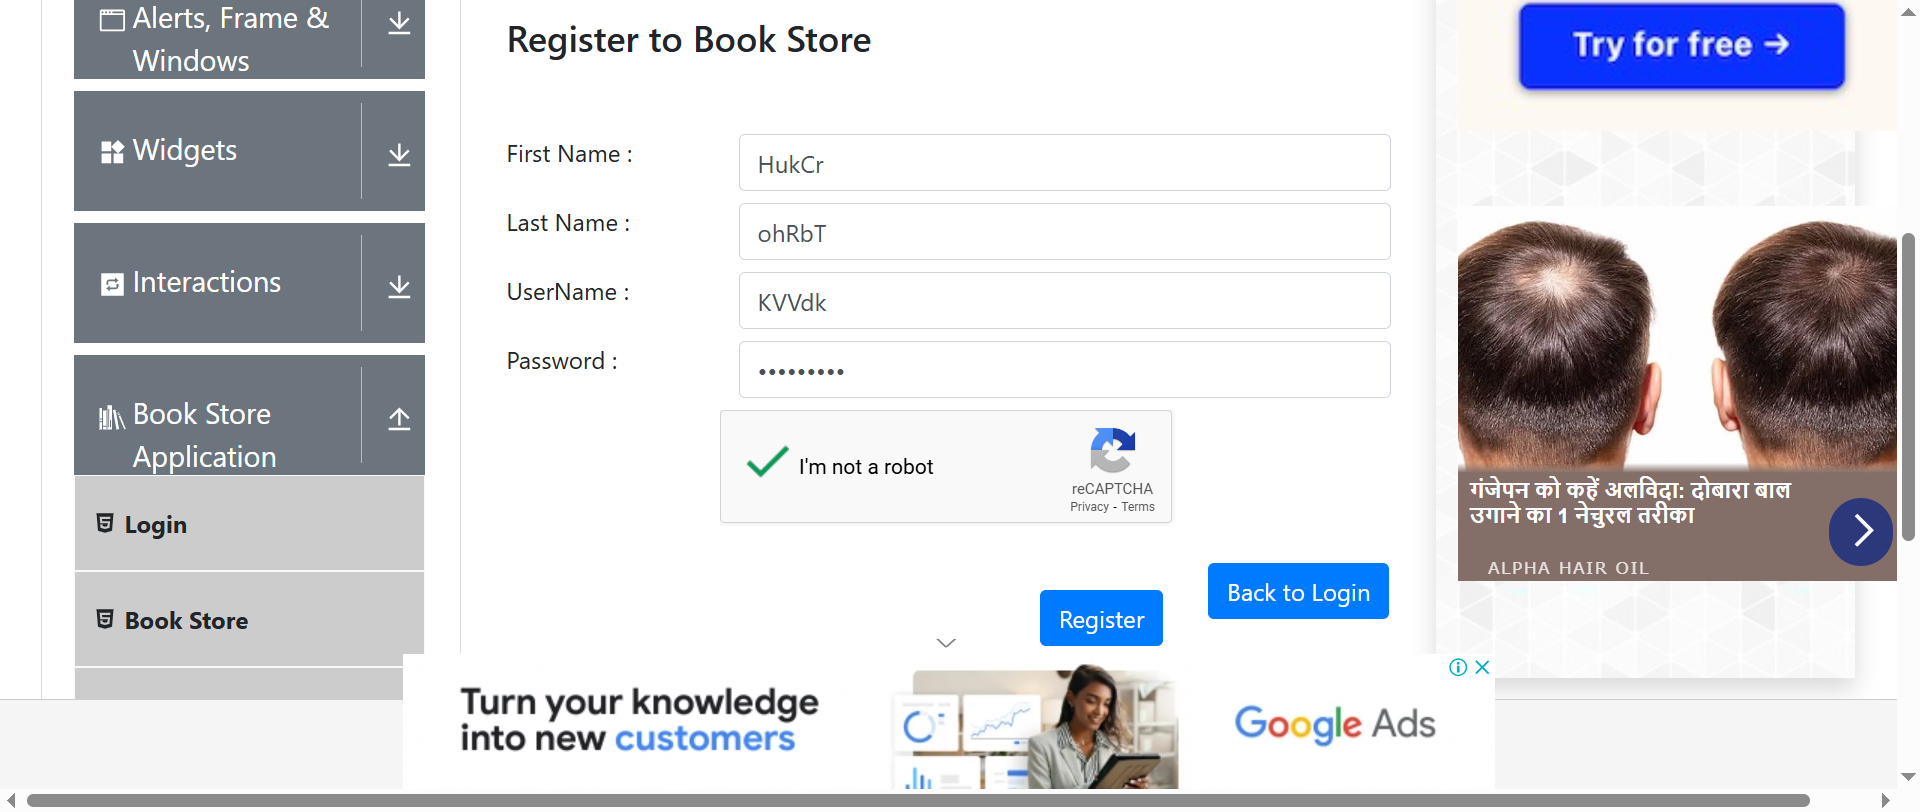 Alerts, Frame &
Windows
Widgets
Interactions
Book Store
Application
Login
Book Store
Register to Book Store
First Name :
HukCr
Last Name :
ohRbT
UserName :
KVVdk
Password :
•••••••••
I'm not a robot
reCAPTCHA
Privacy - Terms
Register
Back to Login
Try for free →
गंजेपन को कहें अलविदा: दोबारा बाल
उगाने का 1 नेचुरल तरीका
ALPHA HAIR OIL
Turn your knowledge
into new customers
Google Ads